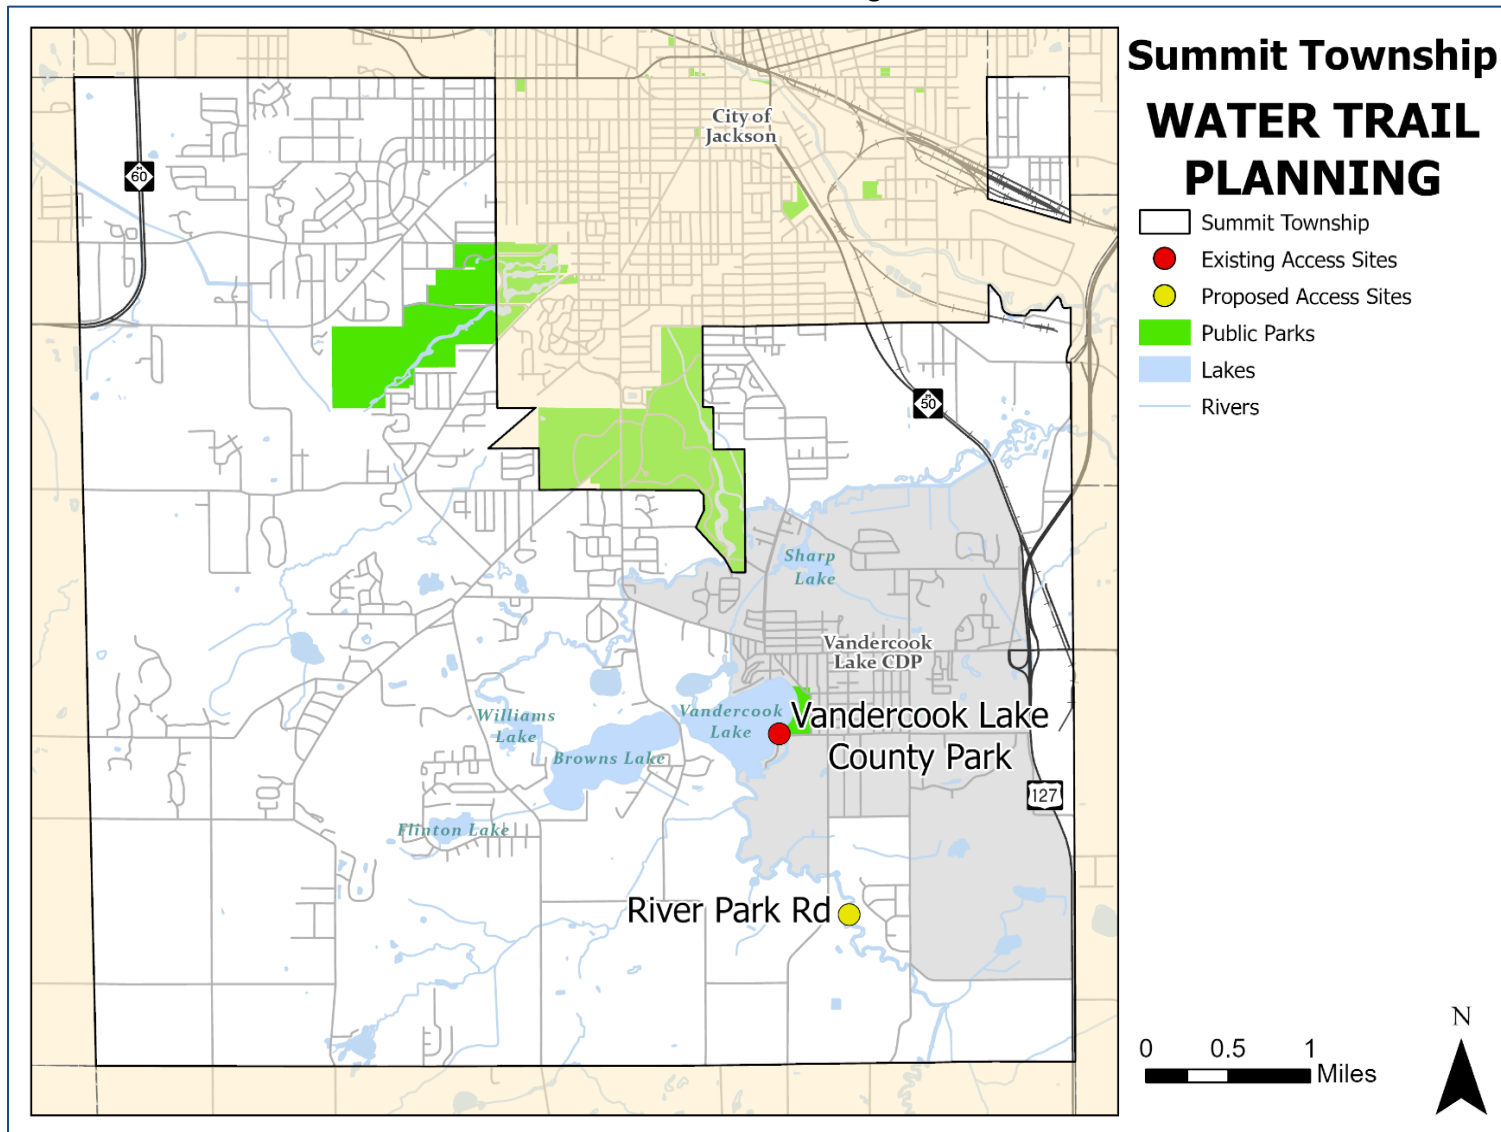 Summit Township
WATER TRAIL
PLANNING
Summit Township
Existing Access Sites
Proposed Access Sites
Public Parks
Lakes
Rivers
City of
Jackson
60
M
50
Sharp
Lake
Vandercook
Lake CDP
Williams
Lake
Vandercook
Lake
Browns Lake
Vandercook Lake
County Park
127
Flinton Lake
River Park Rd
N
0 0.5 1
Miles